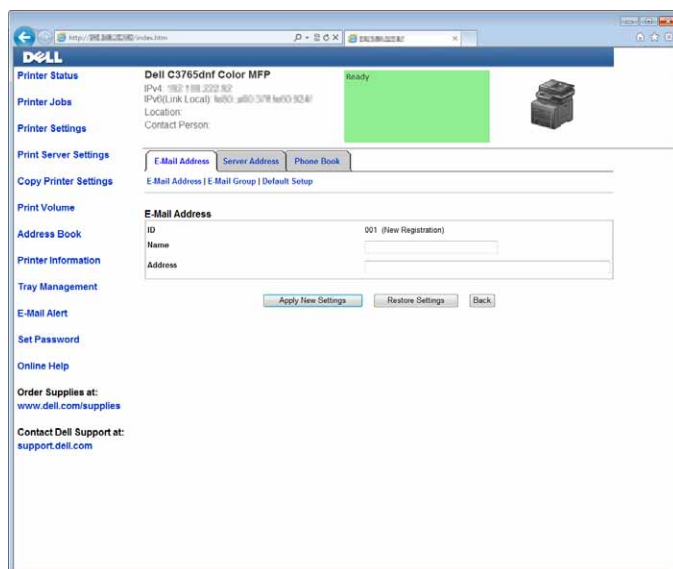 DELL
Printer Status
Printer Jobs
Printer Settings
Print Server Settings
Copy Printer Settings
Print Volume
Address Book
Printer Information
Tray Management
E-Mail Alert
Set Password
Online Help
Order Supplies at:
www.dell.com/supplies
Contact Dell Support at:
support.dell.com
Dell C3765dnf Color MFP
IPv4:
IPv6(Link Local):
Location:
Contact Person:
Ready
E-Mail Address Server Address Phone Book
E-Mail Address | E-Mail Group | Default Setup
E-Mail Address
ID 001 (New Registration)
Name
Address
Apply New Settings Restore Settings Back